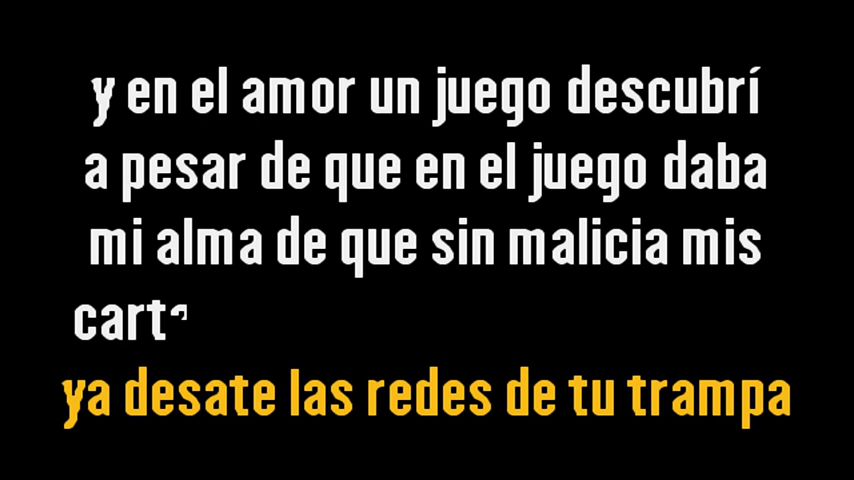 y en el amor un juego descubrí
a pesar de que en el juego daba
mi alma de que sin malicia mis
ya desate las redes de tu trampa